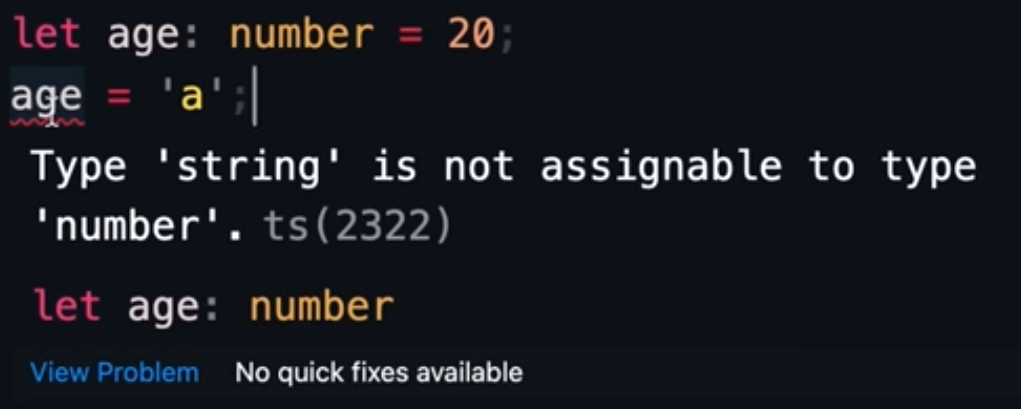 let age: number = 20;
age = 'a';
Type 'string' is not assignable to type
'number'. ts(2322)
let age: number
View Problem No quick fixes available